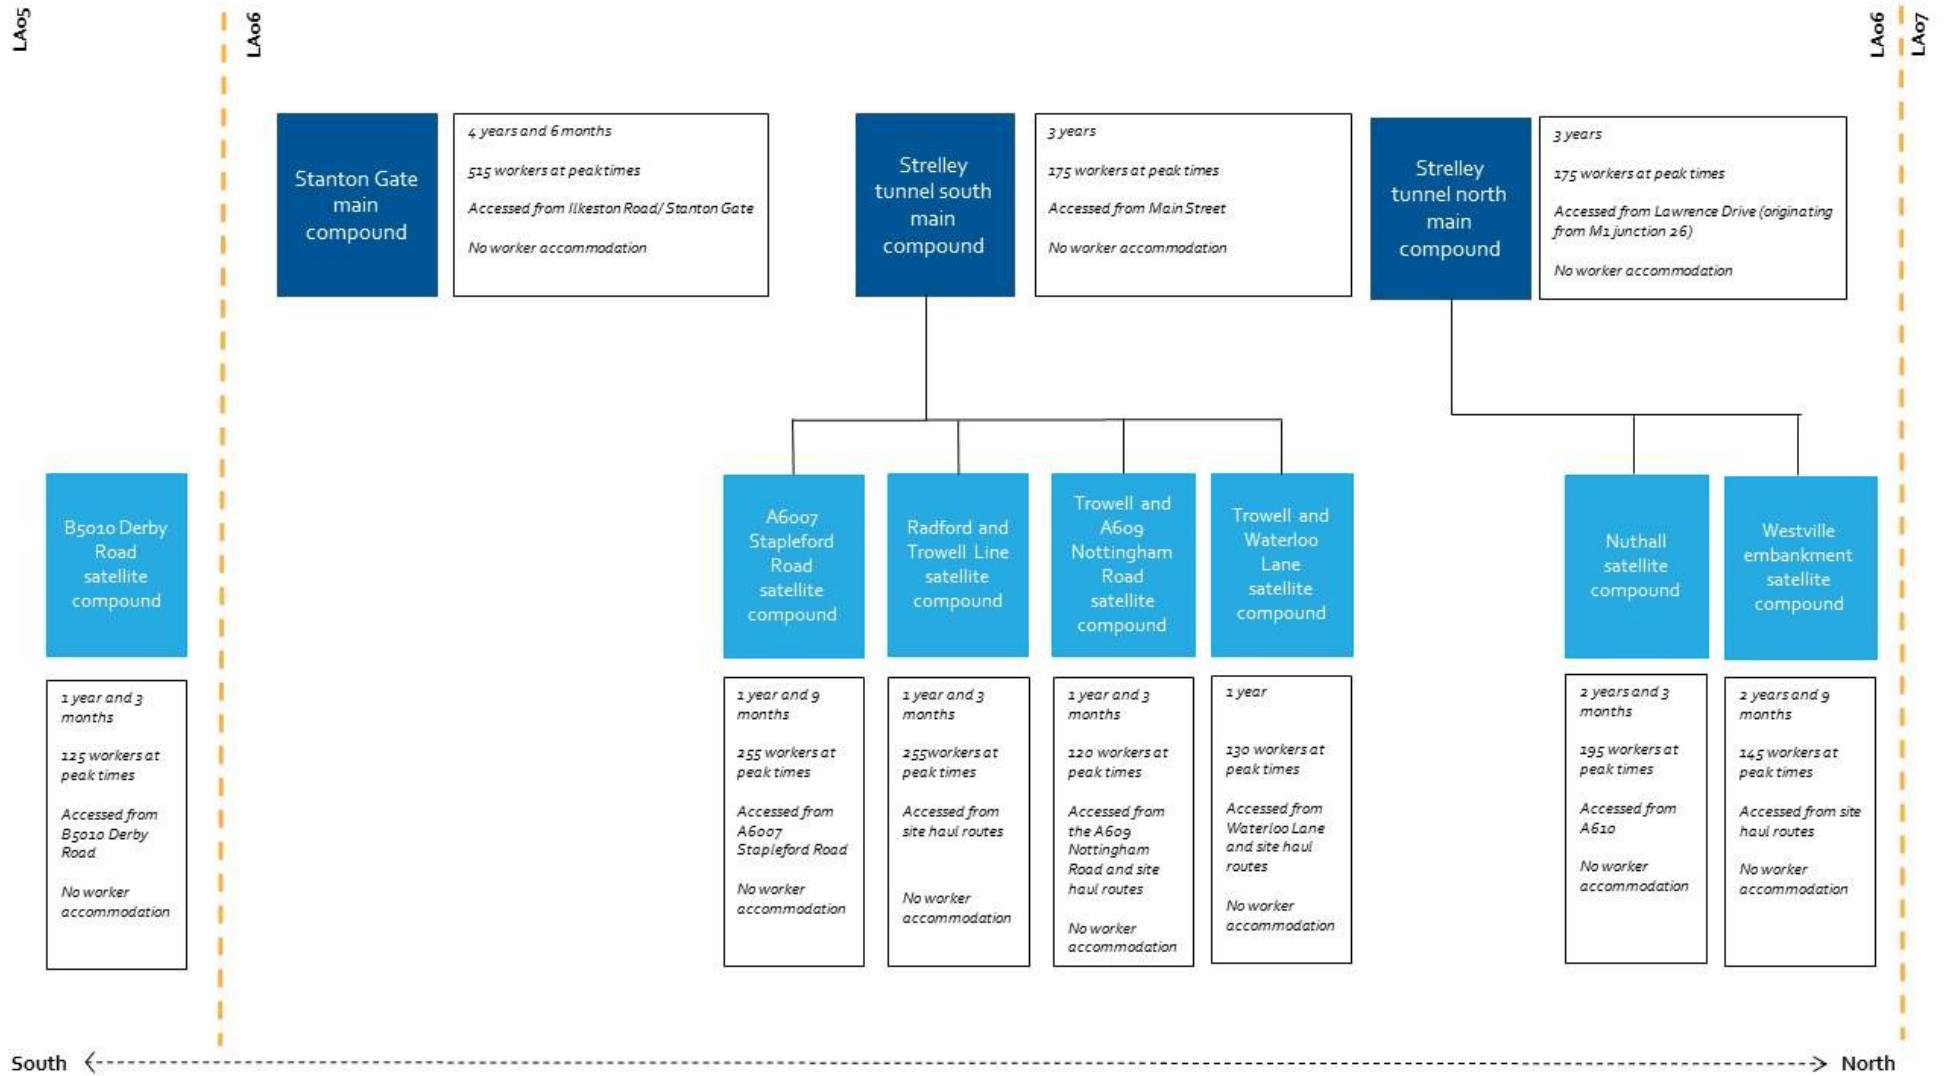 LA05
LA06
LA06
LA07
Stanton Gate
main
compound
4 years and 6 months
515 workers at peak times
Accessed from Ilkeston Road/ Stanton Gate
No worker accommodation
Strelley
tunnel south
main
compound
3 years
175 workers at peak times
Accessed from Main Street
No worker accommodation
Strelley
tunnel north
main
compound
3 years
175 workers at peak times
Accessed from Lawrence Drive (originating
from M1 junction 26)
No worker accommodation
B5010 Derby
Road
satellite
compound
1 year and 3
months
125 workers at
peak times
Accessed from
B5010 Derby
Road
No worker
accommodation
A6007
Stapleford
Road
satellite
compound
1 year and 9
months
255 workers at
peak times
Accessed from
A6007
Stapleford Road
No worker
accommodation
Radford and
Trowell Line
satellite
compound
1 year and 3
months
255workers at
peak times
Accessed from
site haul routes
No worker
accommodation
Trowell and
A609
Nottingham
Road
satellite
compound
1 year and 3
months
120 workers at
peak times
Accessed from
the A609
Nottingham
Road and site
haul routes
No worker
accommodation
Trowell and
Waterloo
Lane
satellite
compound
1 year
130 workers at
peak times
Accessed from
Waterloo Lane
and site haul
routes
No worker
accommodation
Nuthall
satellite
compound
2 years and 3
months
195 workers at
peak times
Accessed from
A610
No worker
accommodation
Westville
embankment
satellite
compound
2 years and 9
months
145 workers at
peak times
Accessed from site
haul routes
No worker
accommodation
South
North